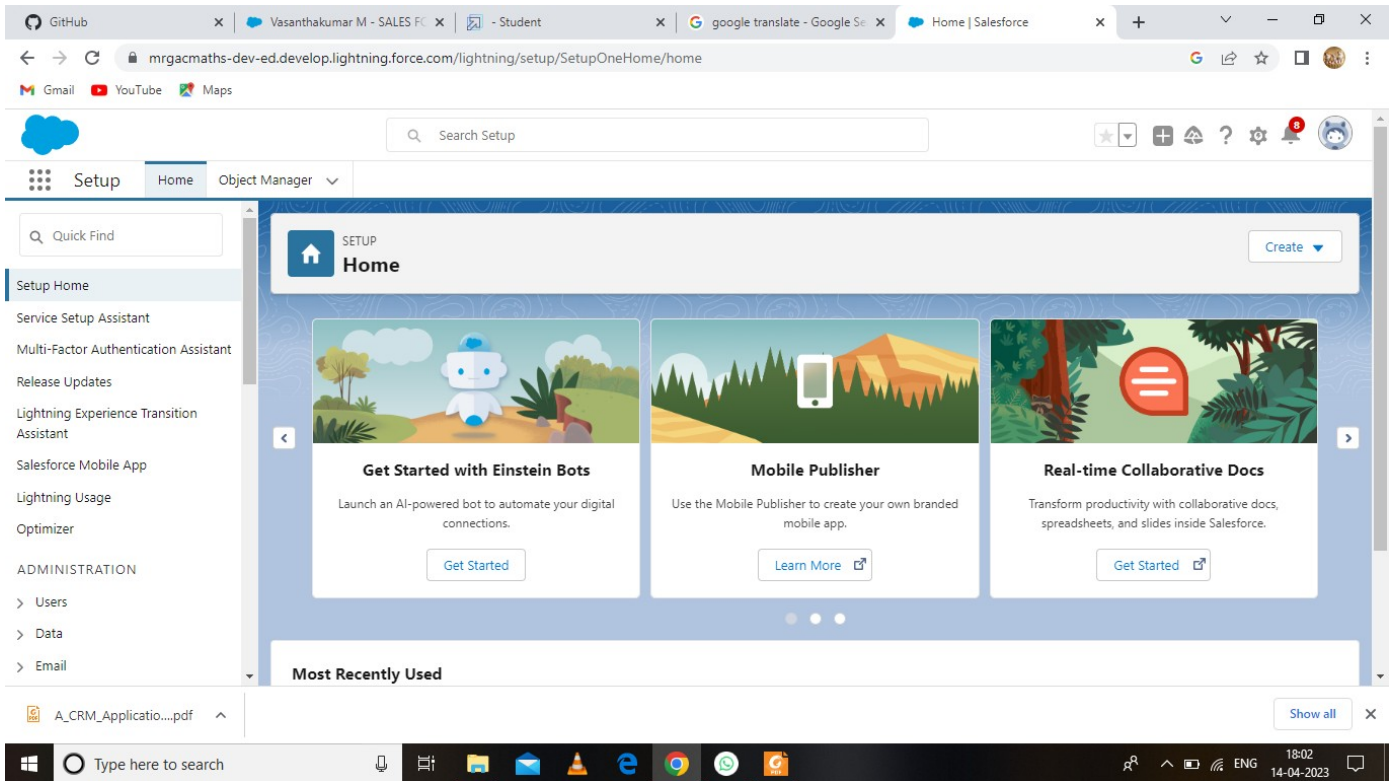 GitHub
Vasanthakumar M - SALES FO
- Student
google translate - Google Se
Home | Salesforce
mrgacmaths-dev-ed.develop.lightning.force.com/lightning/setup/SetupOneHome/home
Gmail YouTube Maps
Search Setup
8
Setup Home Object Manager
Quick Find
Setup Home
Service Setup Assistant
Multi-Factor Authentication Assistant
Release Updates
Lightning Experience Transition
Assistant
Salesforce Mobile App
Lightning Usage
Optimizer
ADMINISTRATION
Users
Data
Email
SETUP
Home
Create
Get Started with Einstein Bots
Launch an AI-powered bot to automate your digital
connections.
Get Started
Mobile Publisher
Use the Mobile Publisher to create your own branded
mobile app.
Learn More
Real-time Collaborative Docs
Transform productivity with collaborative docs,
spreadsheets, and slides inside Salesforce.
Get Started
Most Recently Used
A_CRM_Applicatio....pdf
Show all
Type here to search
ENG
18:02
14-04-2023